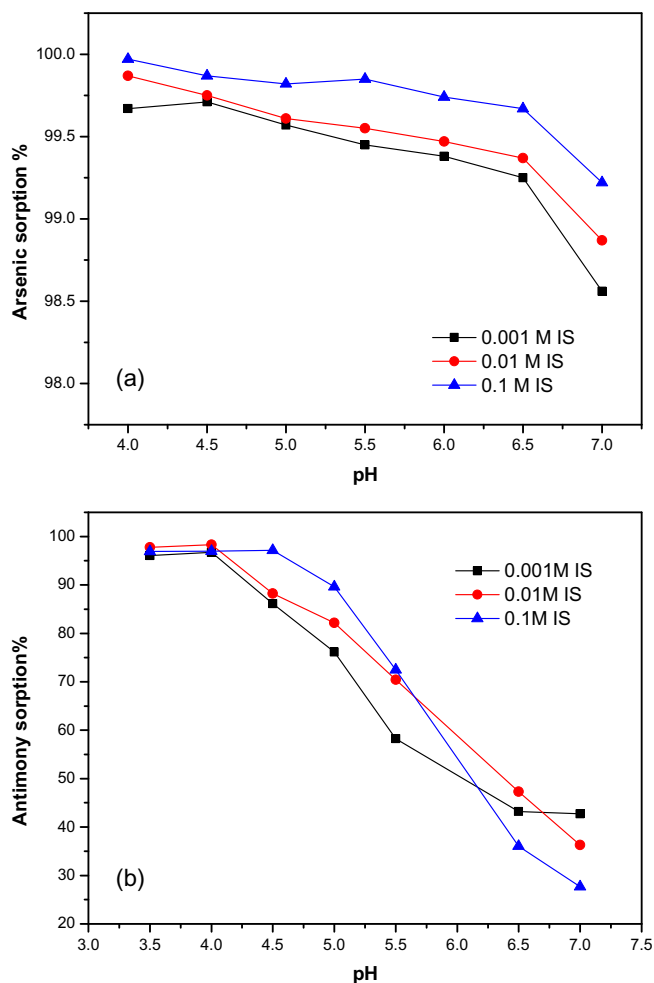 100.0
99.5
99.0
98.5
98.0
Arsenic sorption %
0.001 M IS
0.01 M IS
0.1 M IS
(a)
4.0 4.5 5.0 5.5 6.0 6.5 7.0
pH
100
90
80
70
60
50
40
30
20
Antimony sorption%
0.001M IS
0.01M IS
0.1M IS
(b)
3.0 3.5 4.0 4.5 5.0 5.5 6.0 6.5 7.0 7.5
pH